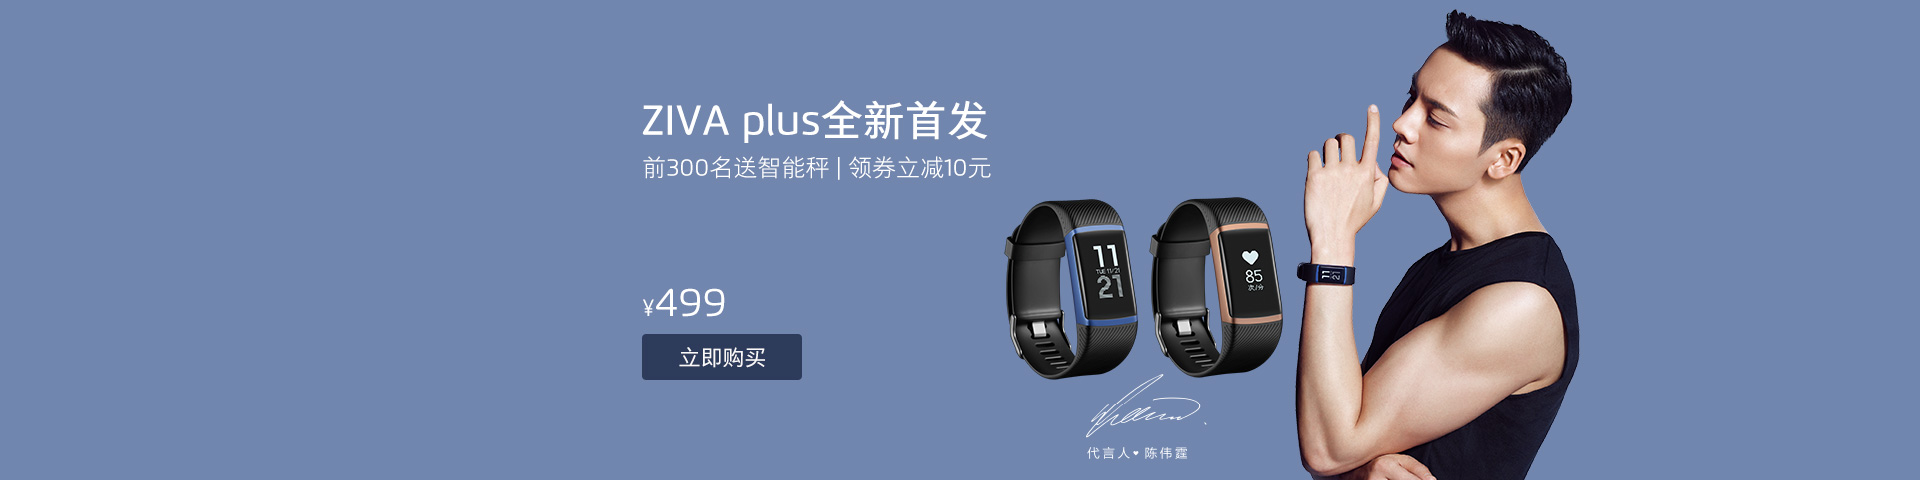 ZIVA plus全新首发
前300名送智能秤 | 领券立减10元
¥499
立即购买
11
TUE 11/21
21
85
次/分
11
21
代言人♥陈伟霆